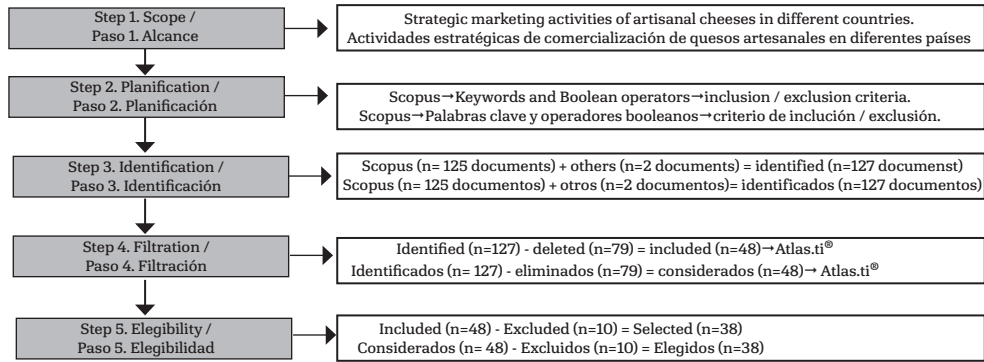 Step 1. Scope /
Paso 1. Alcance
Strategic marketing activities of artisanal cheeses in different countries.
Actividades estratégicas de comercialización de quesos artesanales en diferentes países
Step 2. Planification /
Paso 2. Planificación
Scopus→Keywords and Boolean operators→inclusion / exclusion criteria.
Scopus→Palabras clave y operadores booleanos→criterio de inclución / exclusión.
Step 3. Identification /
Paso 3. Identificación
Scopus (n= 125 documents) + others (n=2 documents) = identified (n=127 documenst)
Scopus (n= 125 documentos) + otros (n=2 documentos)= identificados (n=127 documentos)
Step 4. Filtration /
Paso 4. Filtración
Identified (n=127) - deleted (n=79) = included (n=48)→Atlas.ti®
Identificados (n= 127) - eliminados (n=79) = considerados (n=48)→ Atlas.ti®
Step 5. Elegibility /
Paso 5. Elegibilidad
Included (n=48) - Excluded (n=10) = Selected (n=38)
Considerados (n= 48) - Excluidos (n=10) = Elegidos (n=38)